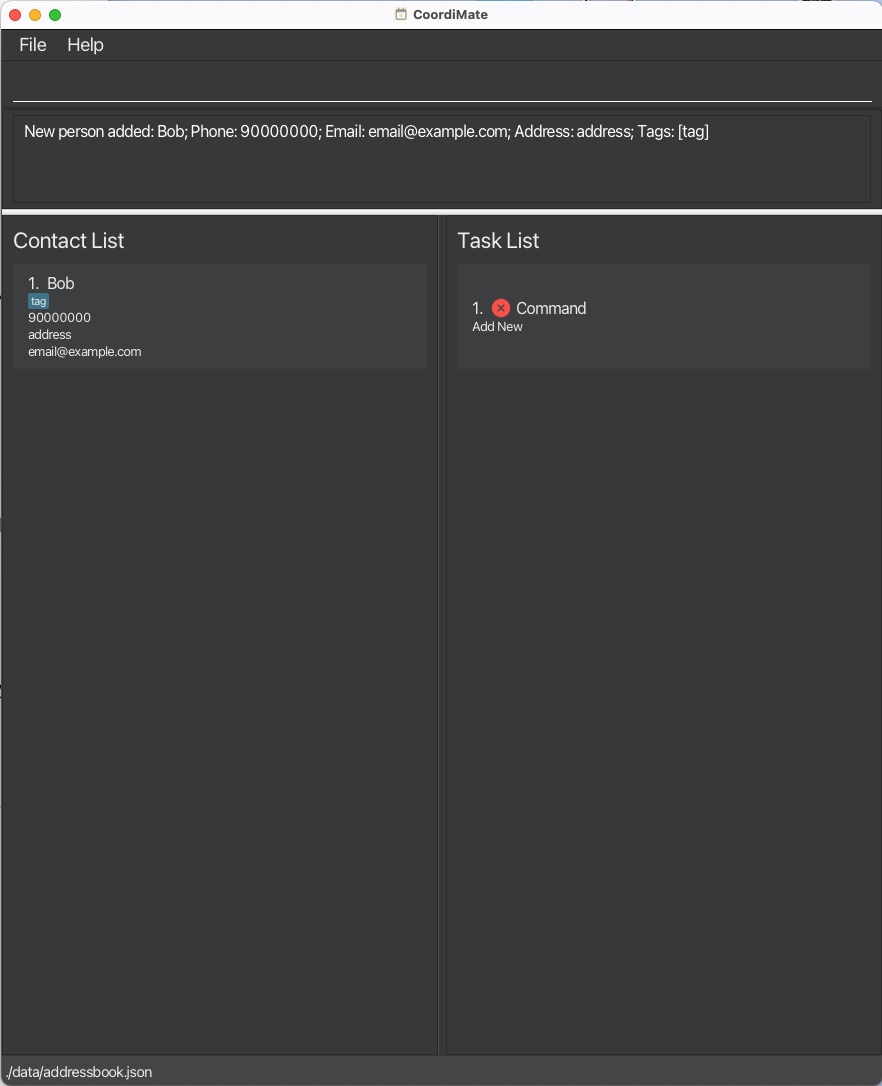 CoordiMate
File Help
New person added: Bob; Phone: 90000000; Email: email@example.com; Address: address; Tags: [tag]
Contact List
1. Bob
tag
90000000
address
email@example.com
Task List
1. Command
Add New
./data/addressbook.json